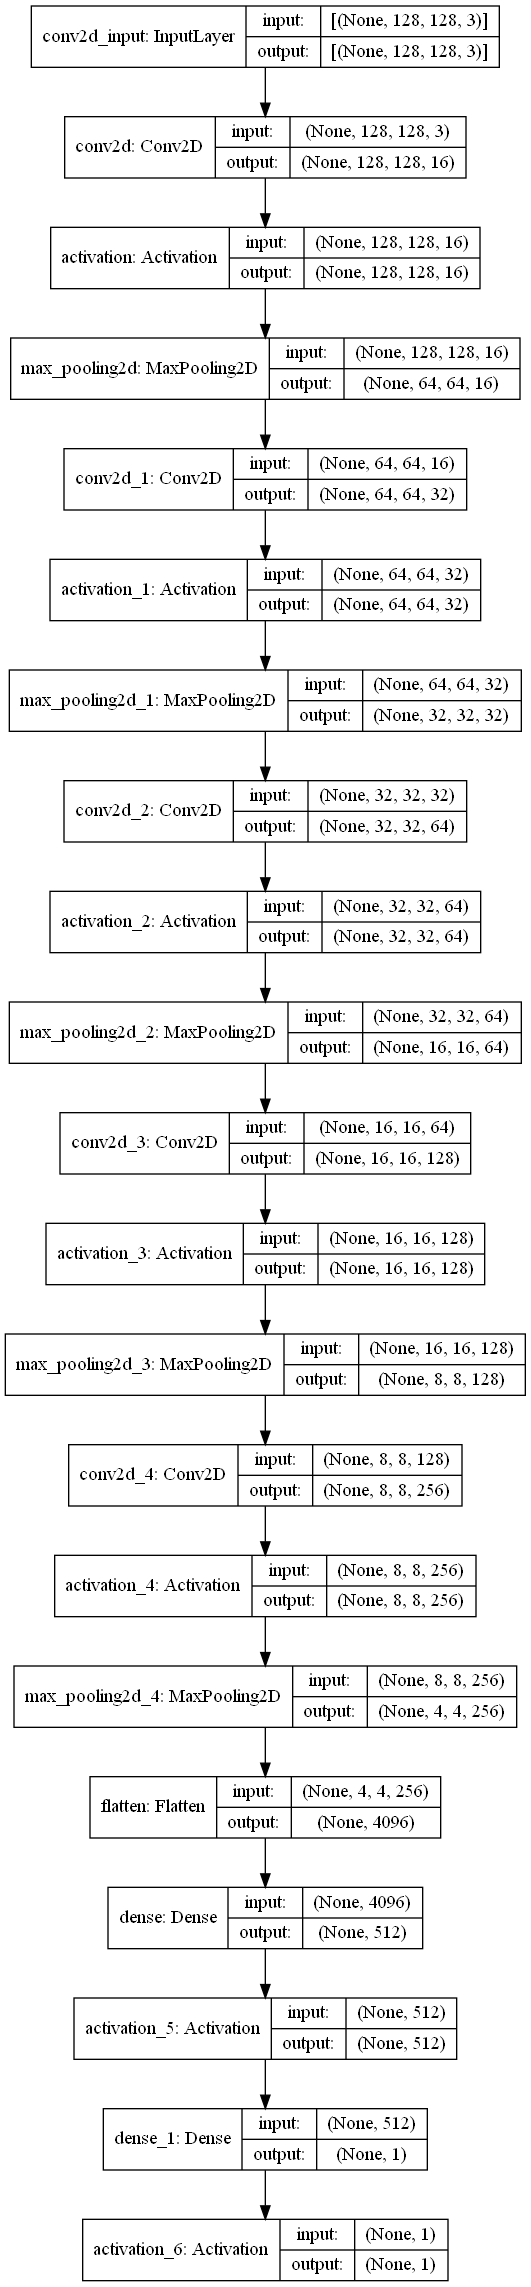 conv2d_input: InputLayer
input: [(None, 128, 128, 3)]
output: [(None, 128, 128, 3)]
conv2d: Conv2D
input: (None, 128, 128, 3)
output: (None, 128, 128, 16)
activation: Activation
input: (None, 128, 128, 16)
output: (None, 128, 128, 16)
max_pooling2d: MaxPooling2D
input: (None, 128, 128, 16)
output: (None, 64, 64, 16)
conv2d_1: Conv2D
input: (None, 64, 64, 16)
output: (None, 64, 64, 32)
activation_1: Activation
input: (None, 64, 64, 32)
output: (None, 64, 64, 32)
max_pooling2d_1: MaxPooling2D
input: (None, 64, 64, 32)
output: (None, 32, 32, 32)
conv2d_2: Conv2D
input: (None, 32, 32, 32)
output: (None, 32, 32, 64)
activation_2: Activation
input: (None, 32, 32, 64)
output: (None, 32, 32, 64)
max_pooling2d_2: MaxPooling2D
input: (None, 32, 32, 64)
output: (None, 16, 16, 64)
conv2d_3: Conv2D
input: (None, 16, 16, 64)
output: (None, 16, 16, 128)
activation_3: Activation
input: (None, 16, 16, 128)
output: (None, 16, 16, 128)
max_pooling2d_3: MaxPooling2D
input: (None, 16, 16, 128)
output: (None, 8, 8, 128)
conv2d_4: Conv2D
input: (None, 8, 8, 128)
output: (None, 8, 8, 256)
activation_4: Activation
input: (None, 8, 8, 256)
output: (None, 8, 8, 256)
max_pooling2d_4: MaxPooling2D
input: (None, 8, 8, 256)
output: (None, 4, 4, 256)
flatten: Flatten
input: (None, 4, 4, 256)
output: (None, 4096)
dense: Dense
input: (None, 4096)
output: (None, 512)
activation_5: Activation
input: (None, 512)
output: (None, 512)
dense_1: Dense
input: (None, 512)
output: (None, 1)
activation_6: Activation
input: (None, 1)
output: (None, 1)